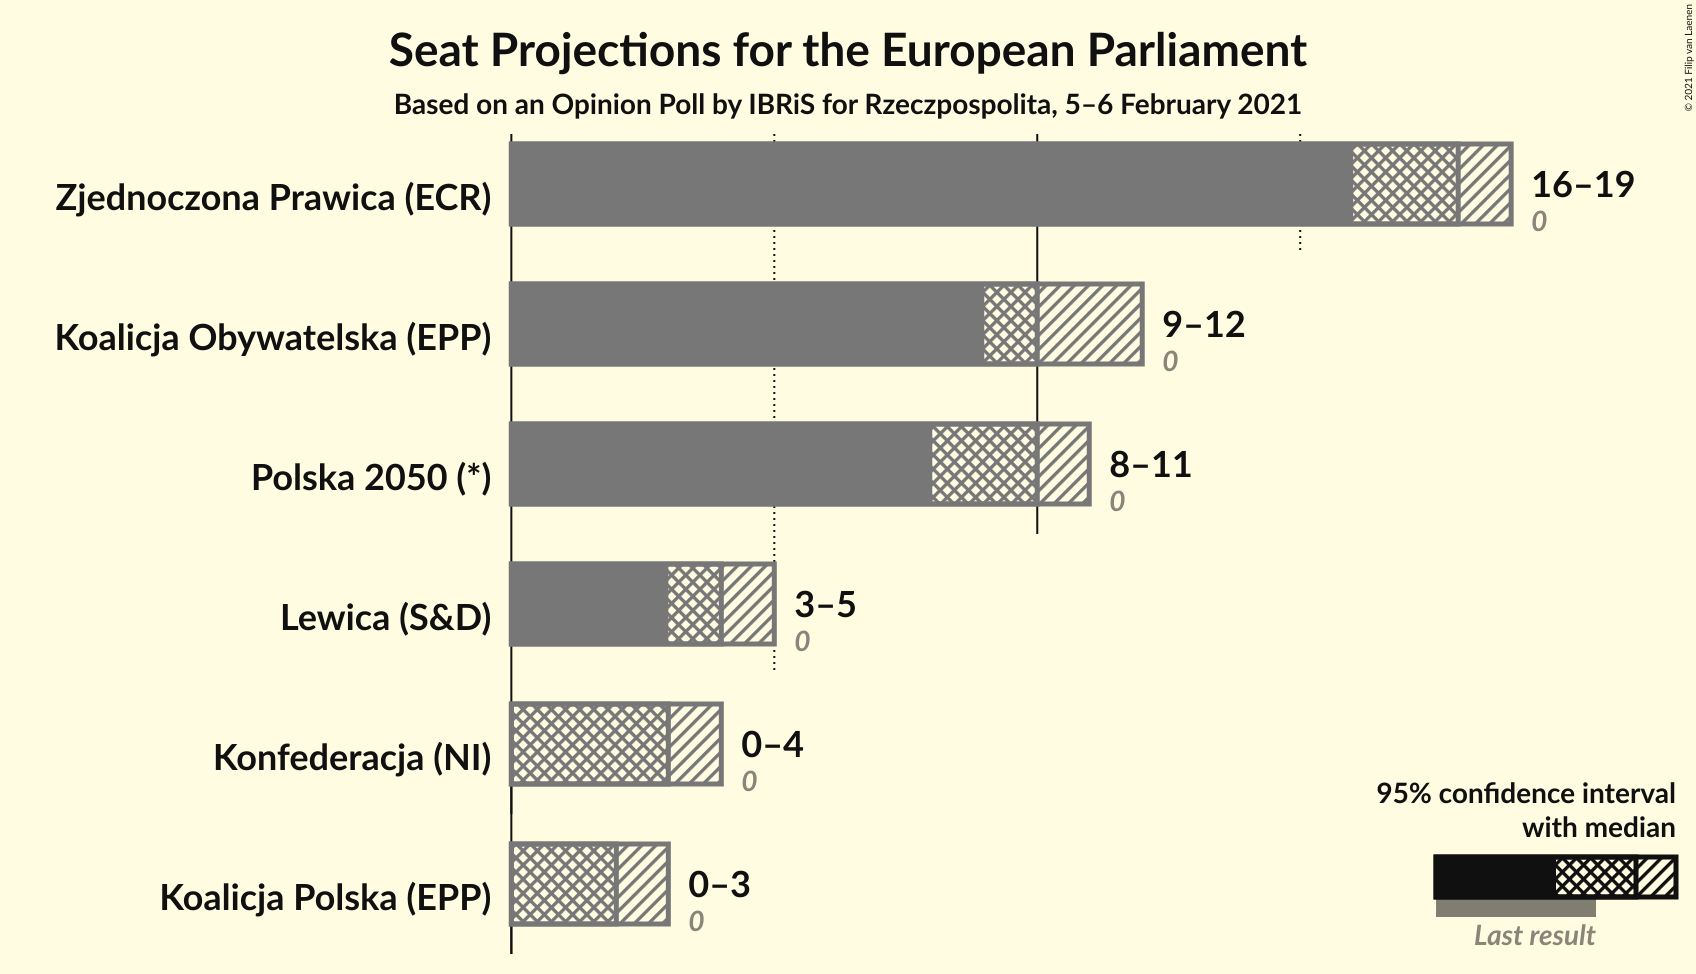 Seat Projections for the European Parliament
Based on an Opinion Poll by IBRiS for Rzeczpospolita, 5–6 February 2021
© 2021 Filip van Laenen
Zjednoczona Prawica (ECR)
16–19
0
Koalicja Obywatelska (EPP)
9–12
0
Polska 2050 (*)
8–11
0
Lewica (S&D)
3–5
0
Konfederacja (NI)
0–4
0
Koalicja Polska (EPP)
0–3
0
95% confidence interval
with median
Last result